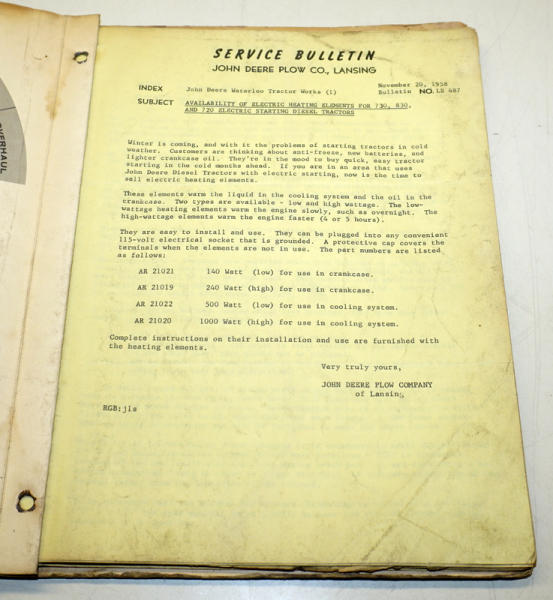 OVERHAUL
SERVICE BULLETIN
JOHN DEERE PLOW CO., LANSING
November 20, 1958
INDEX John Deere Waterloo Tractor Works (1) Bulletin NO. LE 487
SUBJECT AVAILABILITY OF ELECTRIC HEATING ELEMENTS FOR 730, 830,
AND 720 ELECTRIC STARTING DIESEL TRACTORS
Winter is coming, and with it the problems of starting tractors in cold
weather. Customers are thinking about anti-freeze, new batteries, and
lighter crankcase oil. They're in the mood to buy quick, easy tractor
starting in the cold months ahead. If you are in an area that uses
John Deere Diesel Tractors with electric starting, now is the time to
sell electric heating elements.
These elements warm the liquid in the cooling system and the oil in the
crankcase. Two types are available - low and high wattage. The low-
wattage heating elements warm the engine slowly, such as overnight. The
high-wattage elements warm the engine faster (4 or 5 hours).
They are easy to install and use. They can be plugged into any convenient
115-volt electrical socket that is grounded. A protective cap covers the
terminals when the elements are not in use. The part numbers are listed
as follows:
AR 21021 140 Watt (low) for use in crankcase.
AR 21019 240 Watt (high) for use in crankcase.
AR 21022 500 Watt (low) for use in cooling system.
AR 21020 1000 Watt (high) for use in cooling system.
Complete instructions on their installation and use are furnished with
the heating elements.
Very truly yours,
JOHN DEERE PLOW COMPANY
of Lansing
RGB:jls